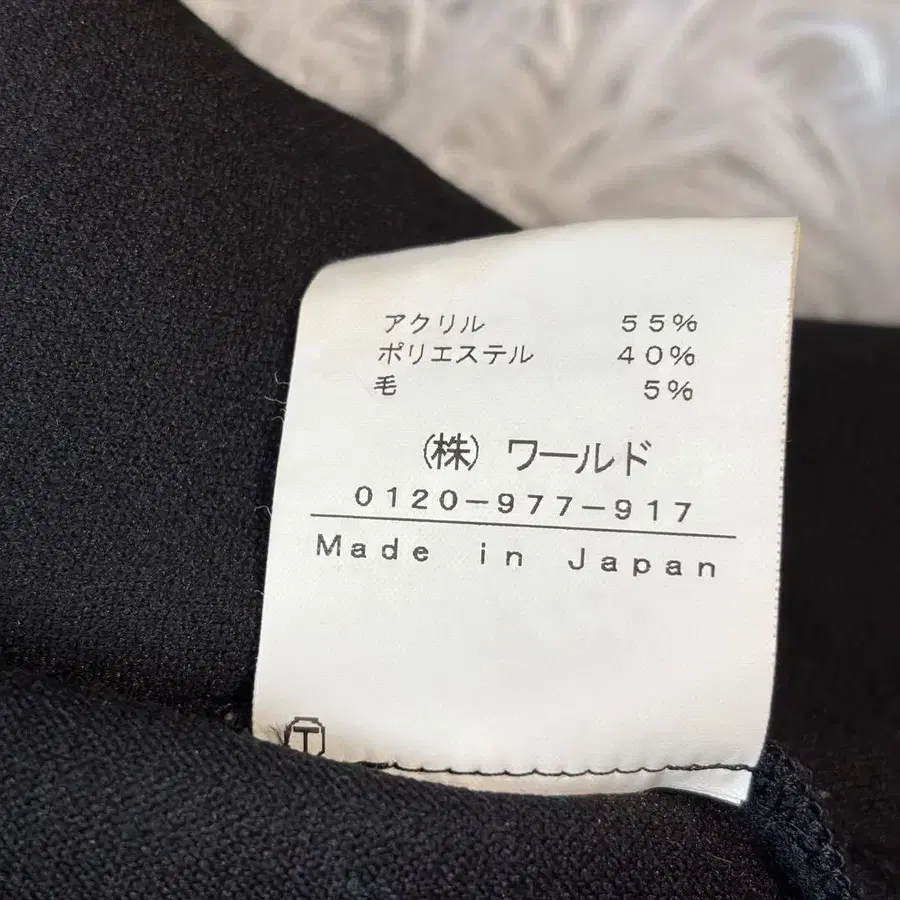 アクリル 55%
ポリエステル 40%
毛 5%
(株) ワールド
0120-977-917
Made in Japan
T